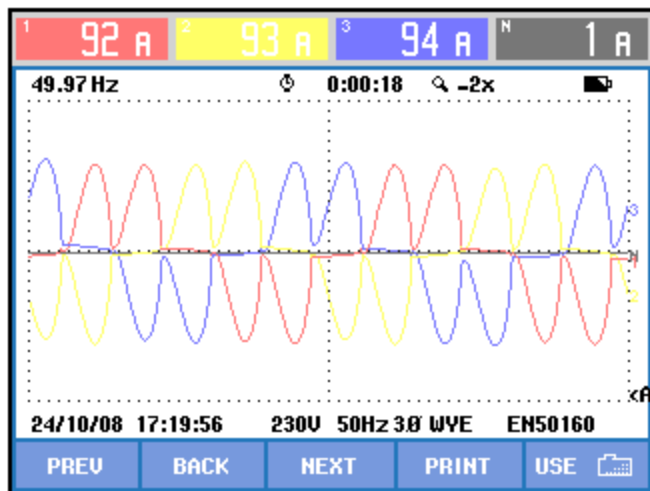 1 92 A 2 93 A 3 94 A N 1 A
49.97 Hz 0:00:18 -2x
3
N
1
2
<A
24/10/08 17:19:56 230V 50Hz 3Ø WYE EN50160
PREV BACK NEXT PRINT USE